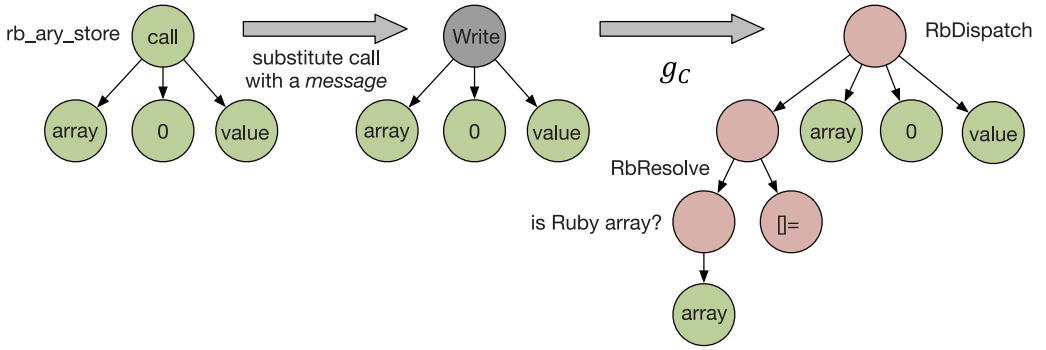 rb_ary_store
call
array
0
value
substitute call
with a message
Write
array
0
value
g_C
RbDispatch
array
0
value
RbResolve
is Ruby array?
[]=
array